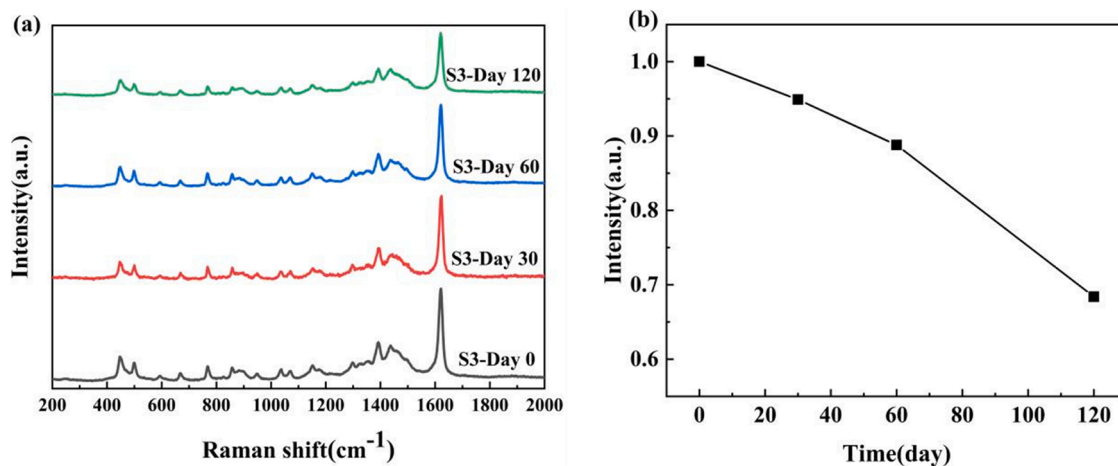 (a)
S3-Day 120
S3-Day 60
S3-Day 30
S3-Day 0
Intensity(a.u.)
200 400 600 800 1000 1200 1400 1600 1800 2000
Raman shift(cm⁻¹)
(b)
1.0
0.9
0.8
0.7
0.6
Intensity(a.u.)
0 20 40 60 80 100 120
Time(day)